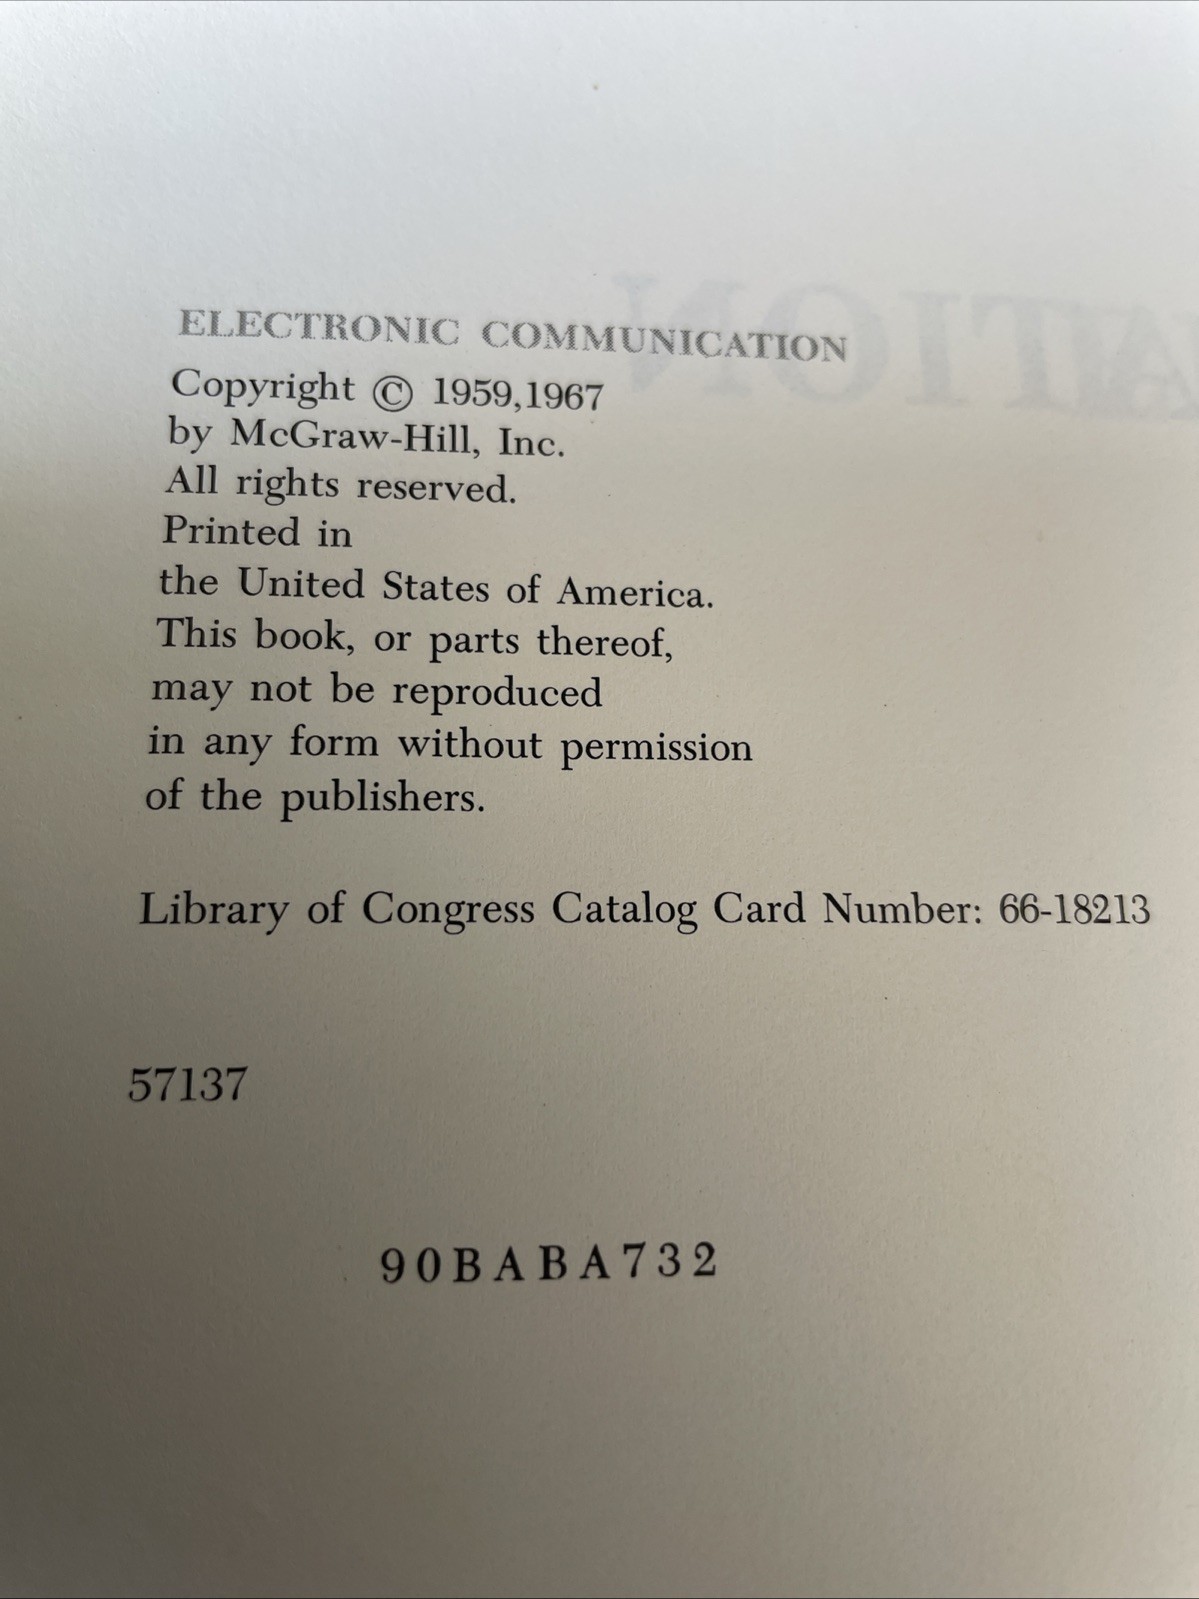 ELECTRONIC COMMUNICATION
Copyright © 1959,1967
by McGraw-Hill, Inc.
All rights reserved.
Printed in
the United States of America.
This book, or parts thereof,
may not be reproduced
in any form without permission
of the publishers.
Library of Congress Catalog Card Number: 66-18213
57137
90BABA732